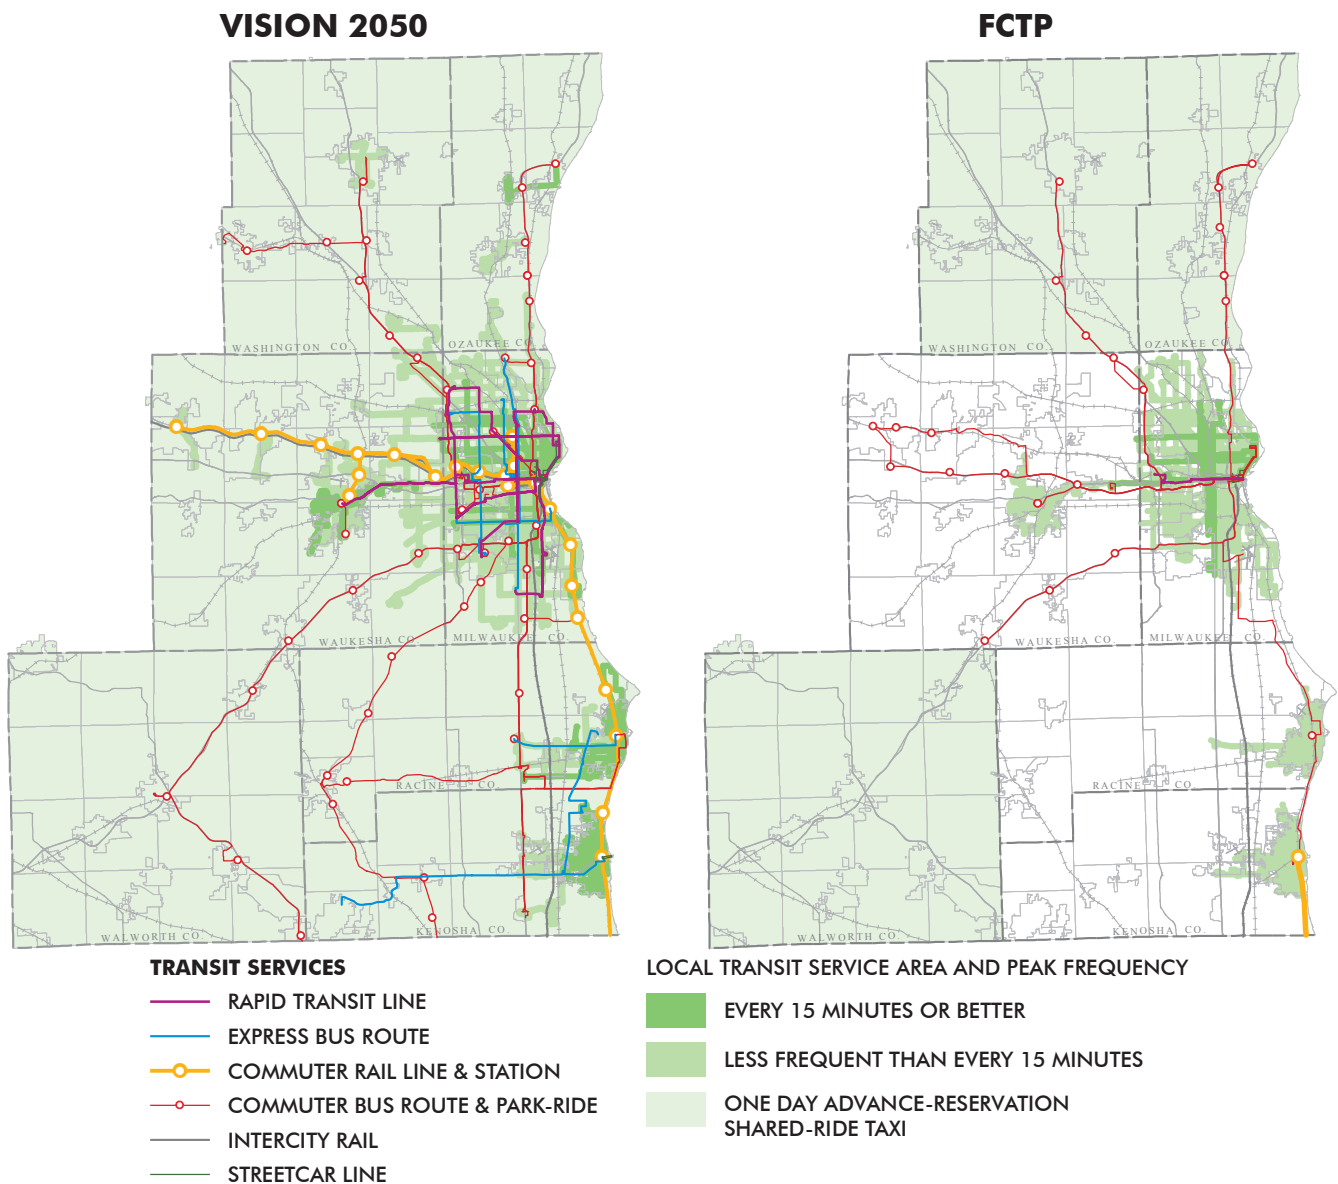 VISION 2050
FCTP
WASHINGTON CO.
OZAUKEE CO.
WASHINGTON CO.
OZAUKEE CO.
WAUKESHA CO.
MILWAUKEE CO.
WAUKESHA CO.
MILWAUKEE CO.
RACINE CO.
RACINE CO.
WALWORTH CO.
KENOSHA CO.
WALWORTH CO.
KENOSHA CO.
TRANSIT SERVICES
RAPID TRANSIT LINE
EXPRESS BUS ROUTE
COMMUTER RAIL LINE & STATION
COMMUTER BUS ROUTE & PARK-RIDE
INTERCITY RAIL
STREETCAR LINE
LOCAL TRANSIT SERVICE AREA AND PEAK FREQUENCY
EVERY 15 MINUTES OR BETTER
LESS FREQUENT THAN EVERY 15 MINUTES
ONE DAY ADVANCE-RESERVATION
SHARED-RIDE TAXI